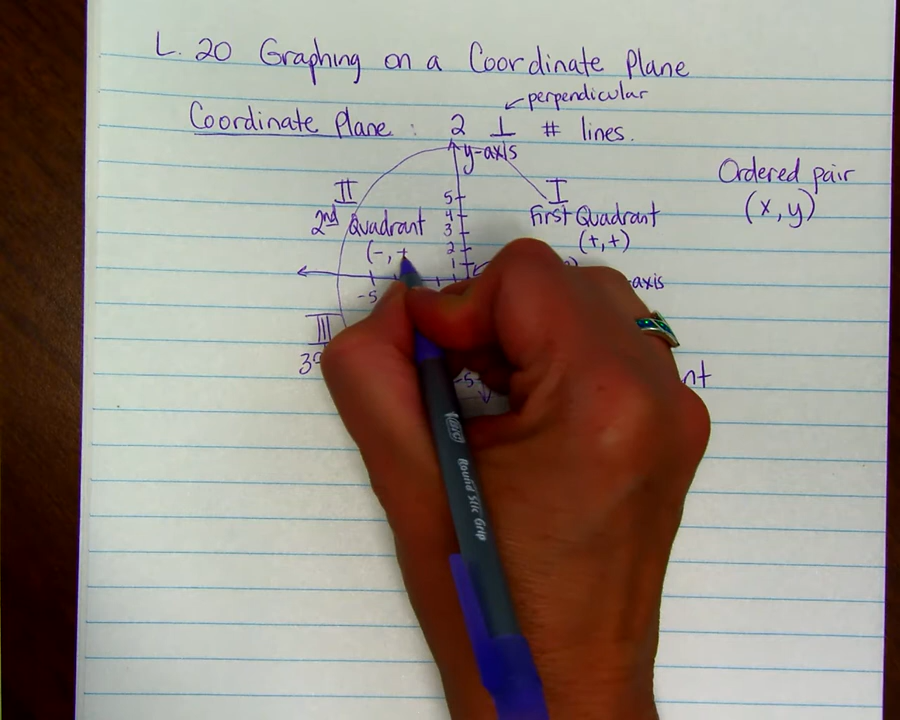 L. 20 Graphing on a Coordinate Plane
perpendicular
Coordinate Plane : 2 ⊥ # lines.
y-axis
Ordered pair
(x,y)
II
I
2nd Quadrant
First Quadrant
(-,+
(+,+)
5
4
3
2
1
-axis
-5
III
-5
BIC
Round Stic Grip